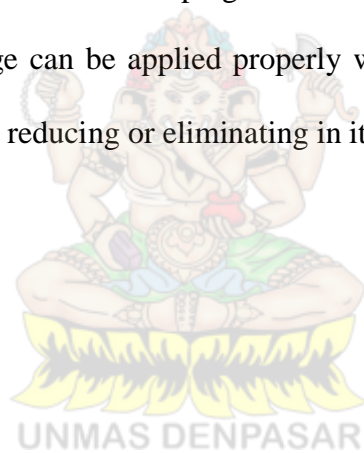 ge can be applied properly w
reducing or eliminating in it
UNMAS DENPASAR